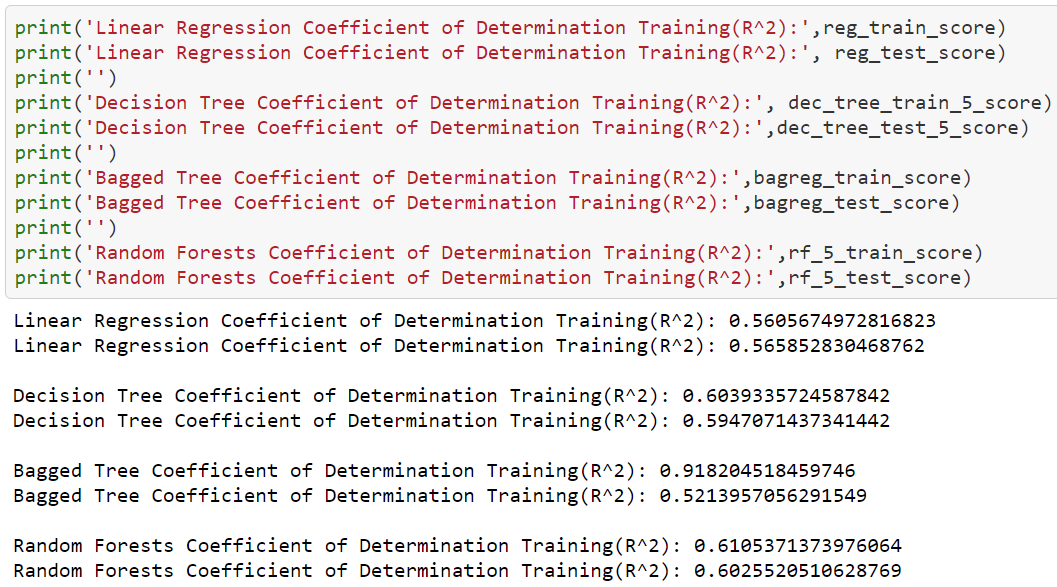 print('Linear Regression Coefficient of Determination Training(R^2):',reg_train_score)
print('Linear Regression Coefficient of Determination Training(R^2):', reg_test_score)
print('')
print('Decision Tree Coefficient of Determination Training(R^2):', dec_tree_train_5_score)
print('Decision Tree Coefficient of Determination Training(R^2):',dec_tree_test_5_score)
print('')
print('Bagged Tree Coefficient of Determination Training(R^2):',bagreg_train_score)
print('Bagged Tree Coefficient of Determination Training(R^2):',bagreg_test_score)
print('')
print('Random Forests Coefficient of Determination Training(R^2):',rf_5_train_score)
print('Random Forests Coefficient of Determination Training(R^2):',rf_5_test_score)
Linear Regression Coefficient of Determination Training(R^2): 0.5605674972816823
Linear Regression Coefficient of Determination Training(R^2): 0.565852830468762
Decision Tree Coefficient of Determination Training(R^2): 0.6039335724587842
Decision Tree Coefficient of Determination Training(R^2): 0.5947071437341442
Bagged Tree Coefficient of Determination Training(R^2): 0.918204518459746
Bagged Tree Coefficient of Determination Training(R^2): 0.5213957056291549
Random Forests Coefficient of Determination Training(R^2): 0.6105371373976064
Random Forests Coefficient of Determination Training(R^2): 0.6025520510628769